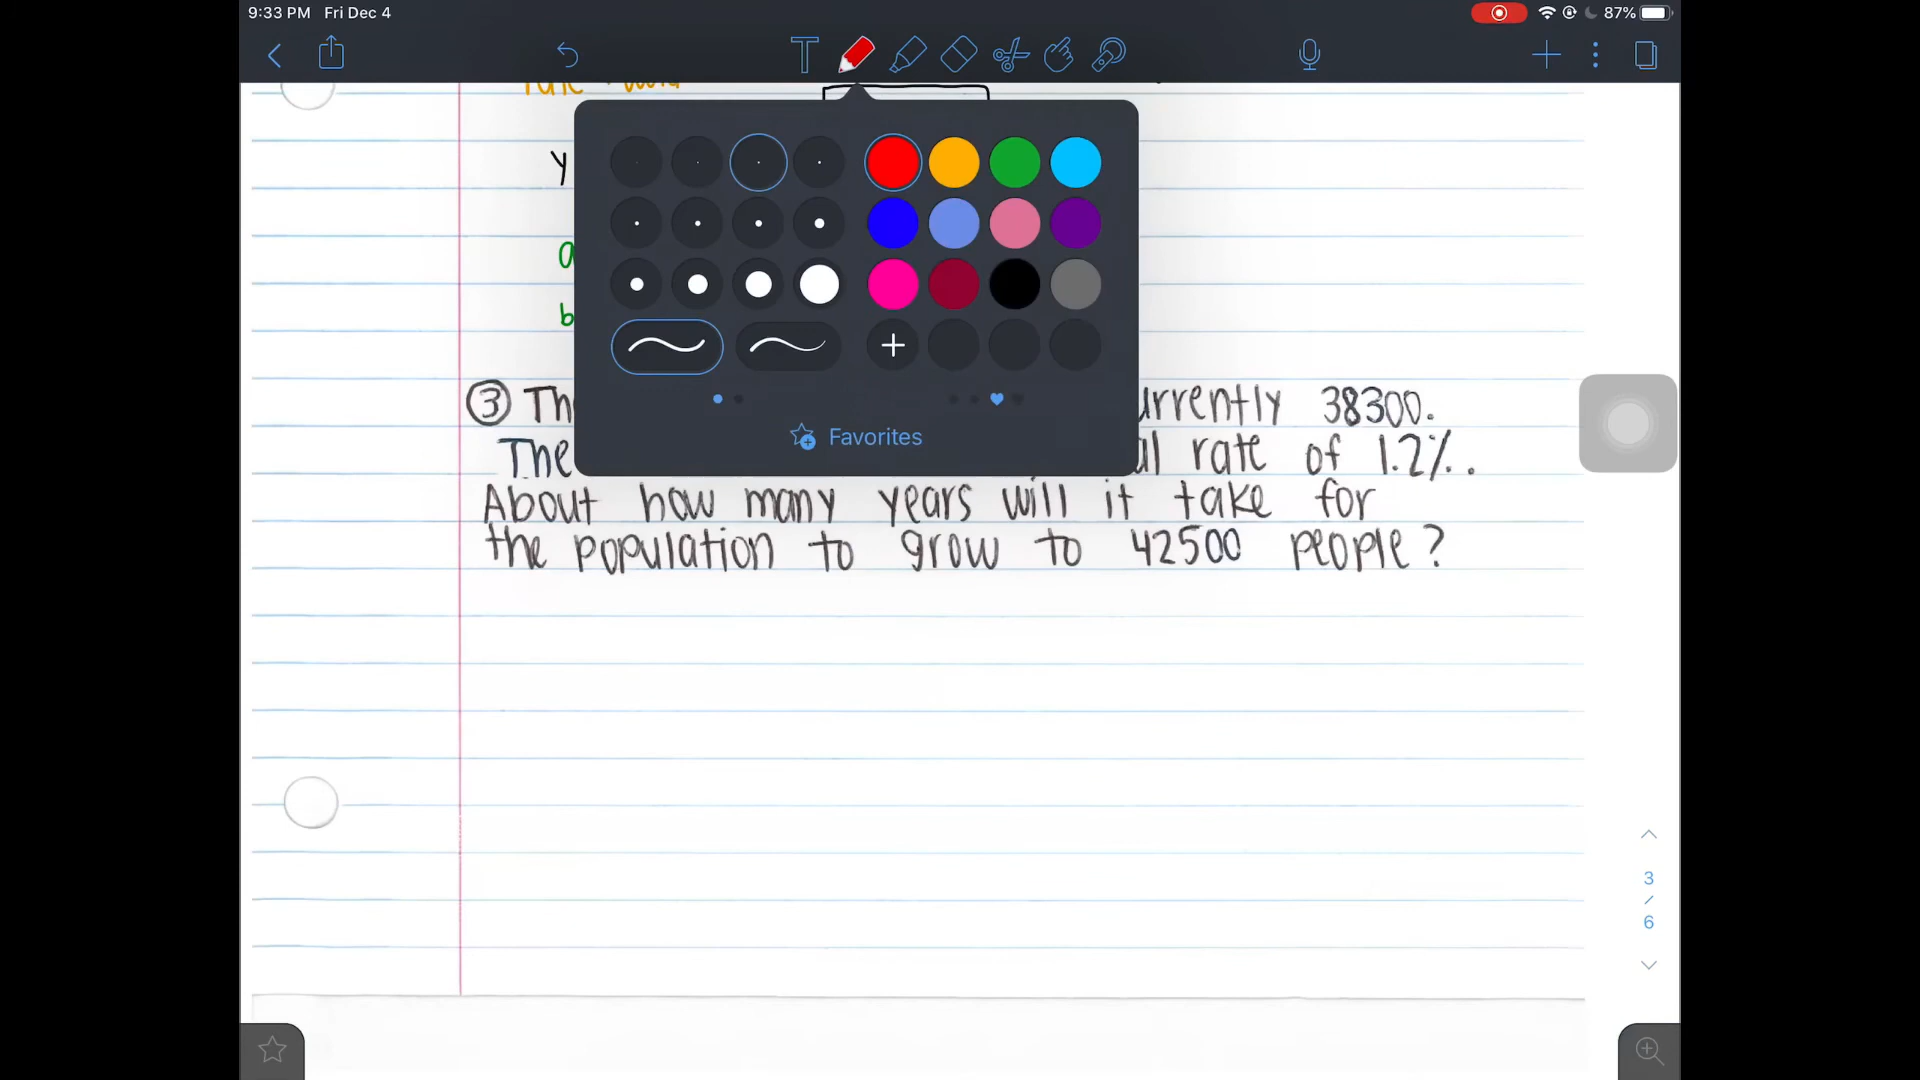 9:33 PM Fri Dec 4
87%
T
y
a
b
Favorites
③ Th urrently 38300.
The al rate of 1.2%.
About how many years will it take for
the population to grow to 42500 people?
3
/
6